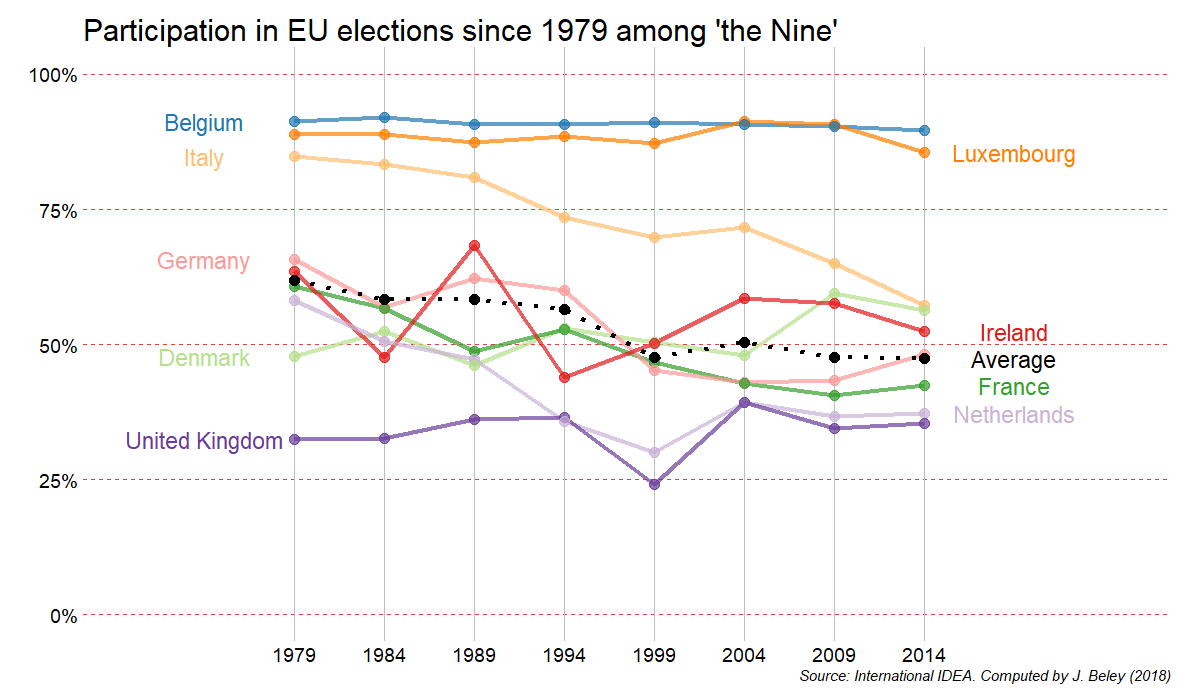 Participation in EU elections since 1979 among 'the Nine'
100%
Belgium
Italy
Luxembourg
75%
Germany
Ireland
50%
Denmark
Average
France
Netherlands
United Kingdom
25%
0%
1979 1984 1989 1994 1999 2004 2009 2014
Source: International IDEA. Computed by J. Beley (2018)